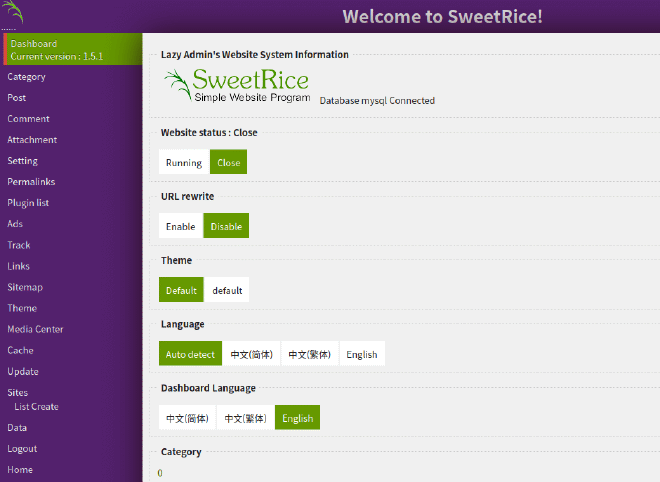 Welcome to SweetRice!
Dashboard
Current version : 1.5.1
Category
Post
Comment
Attachment
Setting
Permalinks
Plugin list
Ads
Track
Links
Sitemap
Theme
Media Center
Cache
Update
Sites
List Create
Data
Logout
Home
Lazy Admin's Website System Information
SweetRice
Simple Website Program
Database mysql Connected
Website status : Close
Running Close
URL rewrite
Enable Disable
Theme
Default default
Language
Auto detect 中文(简体) 中文(繁体) English
Dashboard Language
中文(简体) 中文(繁体) English
Category
0